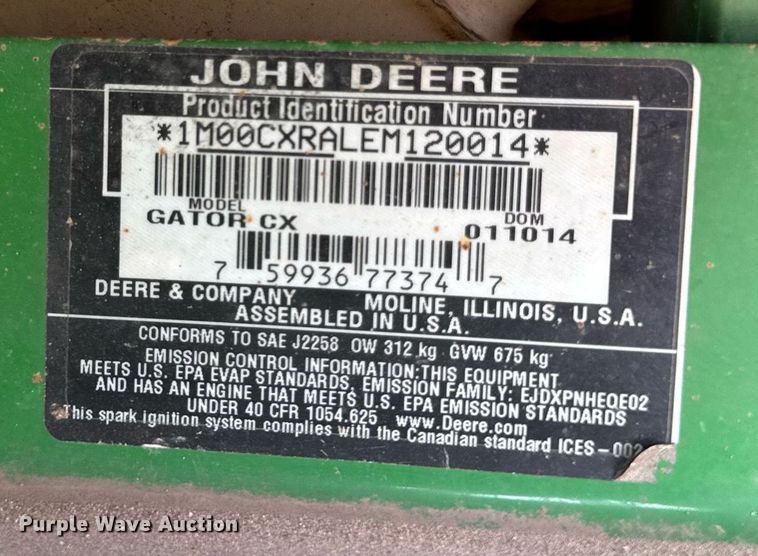 JOHN DEERE
Product Identification Number
*1M00CXRALEM120014*
MODEL DOM
GATOR CX 011014
7 59936 77374 7
DEERE & COMPANY MOLINE, ILLINOIS, U.S.A.
ASSEMBLED IN U.S.A.
CONFORMS TO SAE J2258 OW 312 kg GVW 675 kg
EMISSION CONTROL INFORMATION:THIS EQUIPMENT
MEETS U.S. EPA EVAP STANDARDS, EMISSION FAMILY: EJDXPNHEQE02
AND HAS AN ENGINE THAT MEETS U.S. EPA EMISSION STANDARDS
UNDER 40 CFR 1054.625 www.Deere.com
This spark ignition system complies with the Canadian standard ICES-002
Purple Wave Auction